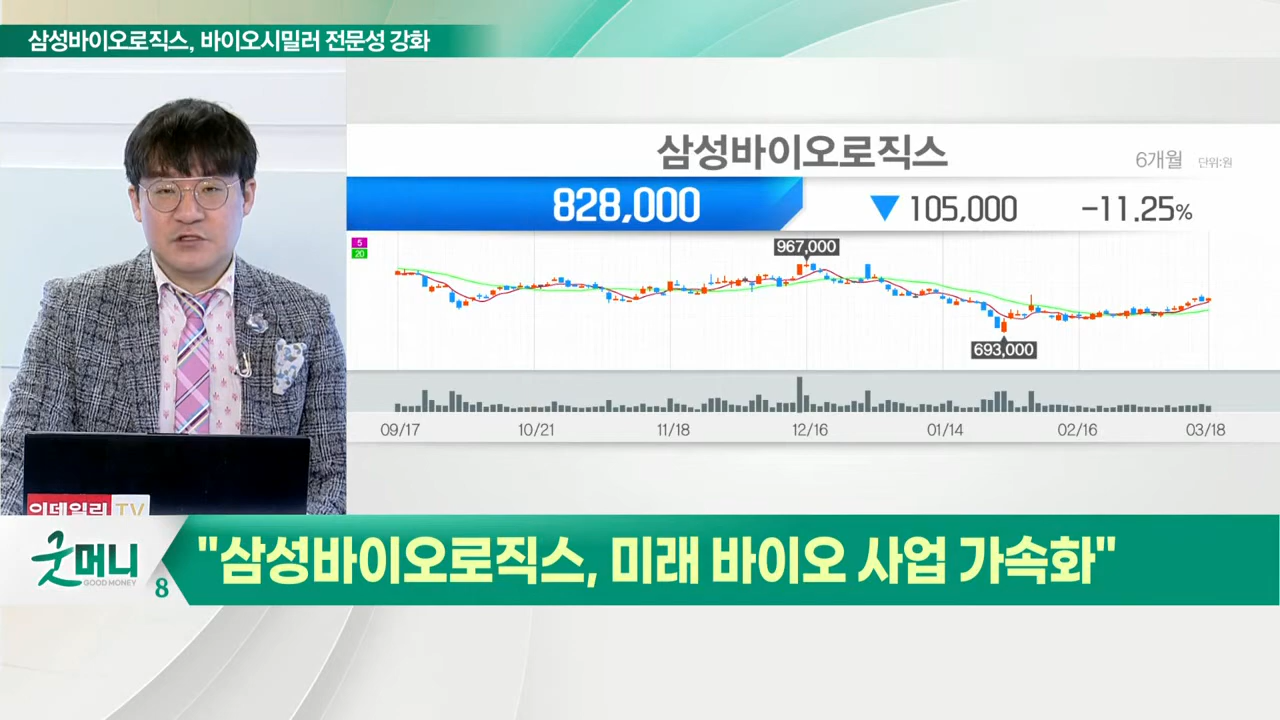 삼성바이오로직스, 바이오시밀러 전문성 강화
삼성바이오로직스
6개월 단위:원
828,000 ▼ 105,000 -11.25%
5
20
967,000
693,000
09/17 10/21 11/18 12/16 01/14 02/16 03/18
이데일리 TV
굿머니
GOOD MONEY
8
"삼성바이오로직스, 미래 바이오 사업 가속화"